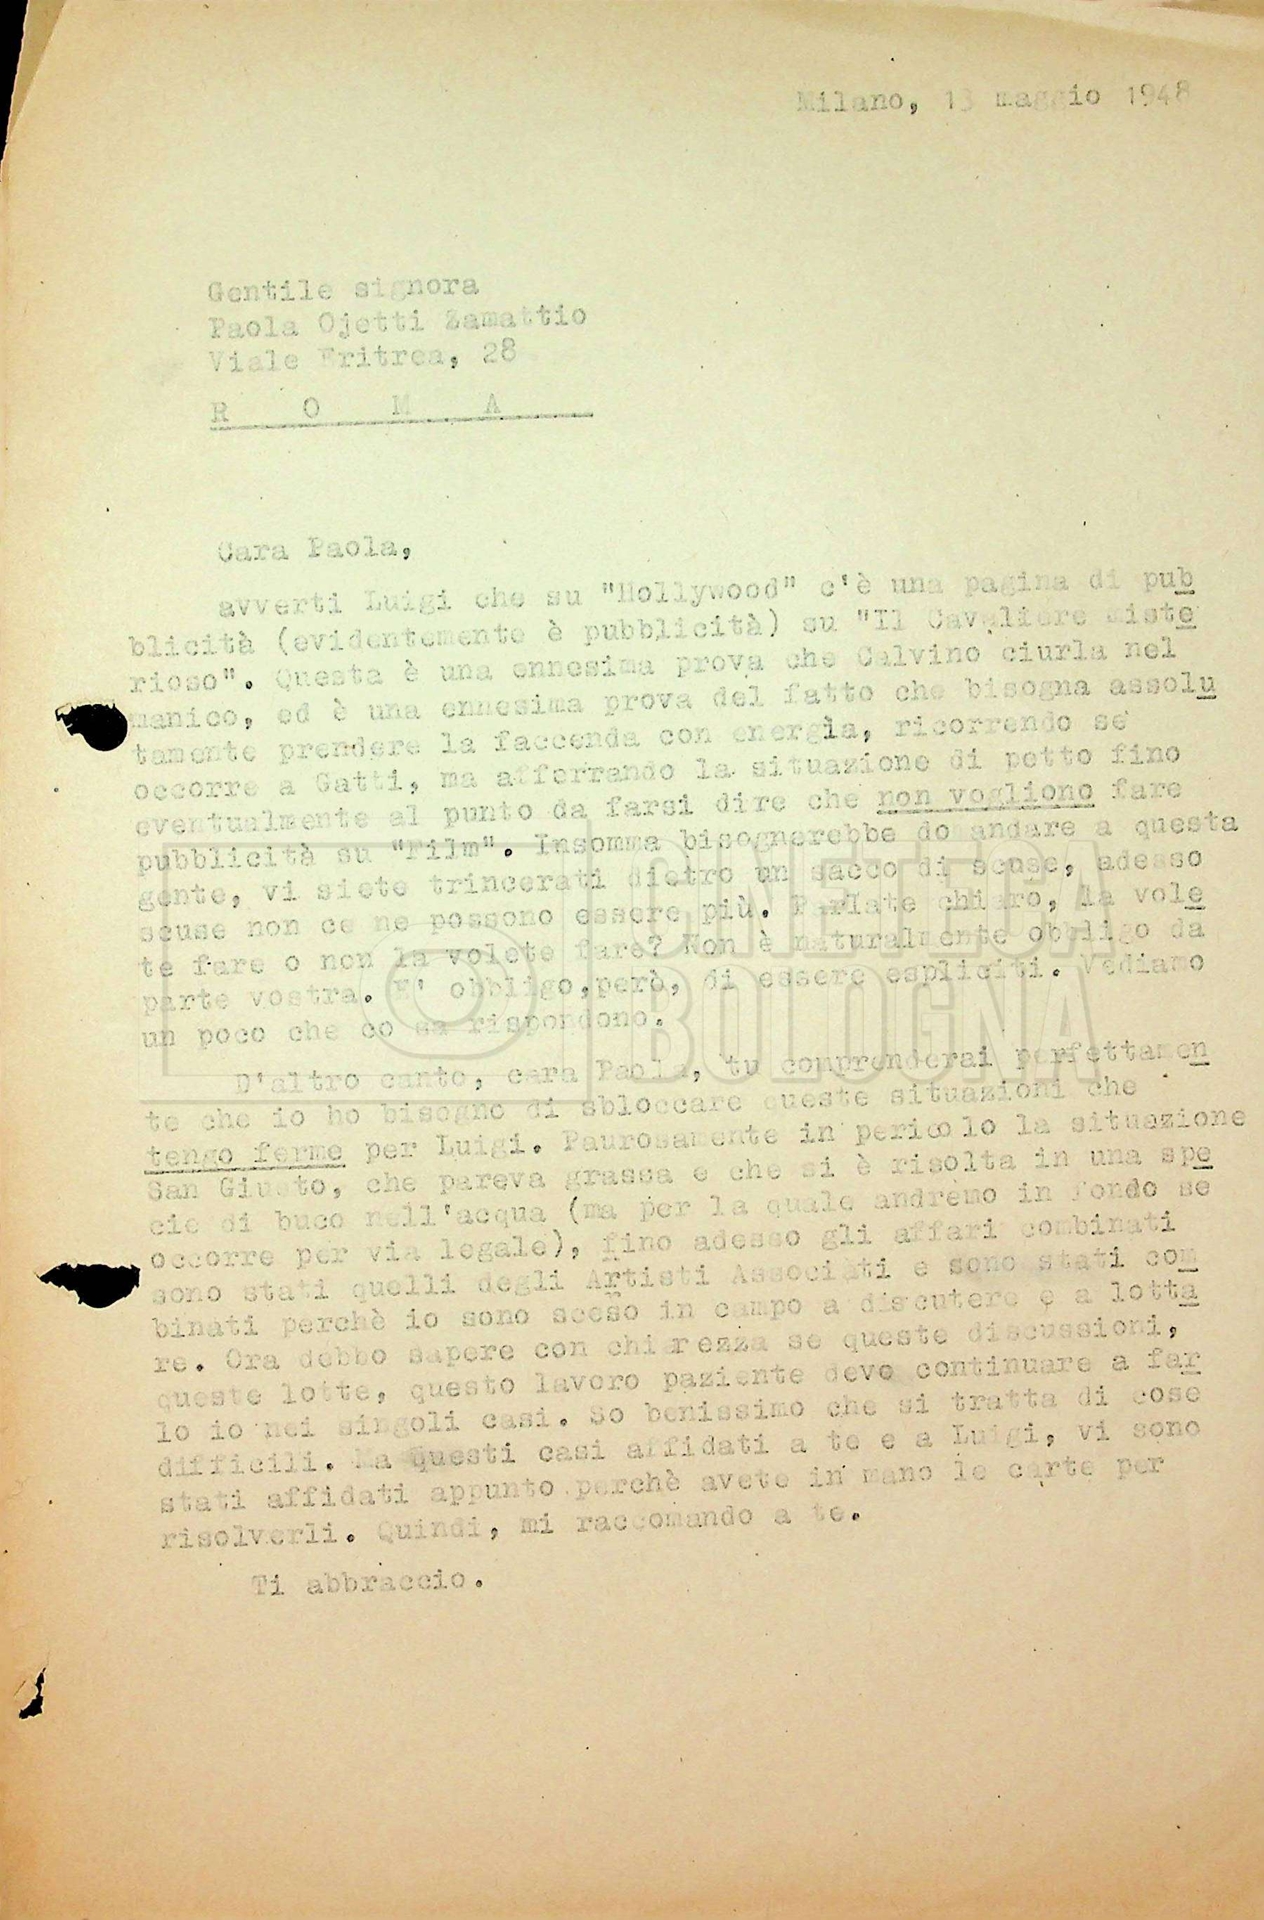 Milano, 13 maggio 1948
Gentile signora
Paola Ojetti Zamattio
Viale Eritrea, 28
R O M A
Cara Paola,
avverti Luigi che su "Hollywood" c'è una pagina di pub
blicità (evidentemente è pubblicità) su "Il Cavaliere Miste
rioso". Questa è una ennesima prova che Calvino ciurla nel
manico, ed è una ennesima prova del fatto che bisogna assolu
tamente prendere la faccenda con energia, ricorrendo se
occorre a Gatti, ma afferrando la situazione di petto fino
eventualmente al punto da farsi dire che non vogliono fare
pubblicità su "Film". Insomma bisognerebbe domandare a questa
gente, vi siete trincerati dietro un sacco di scuse, adesso
scuse non ce ne possono essere più. Parlate chiaro, la vole
te fare o non la volete fare? Non è naturalmente obbligo da
parte vostra. E' obbligo,però, di essere espliciti. Vediamo
un poco che co sa rispondono.
D'altro canto, cara Paola, tu comprenderai perfettamen
te che io ho bisogno di sbloccare queste situazioni che
tengo ferme per Luigi. Paurosamente in pericolo la situazione
San Giusto, che pareva grassa e che si è risolta in una spe
cie di buco nell'acqua (ma per la quale andremo in fondo se
occorre per via legale), fino adesso gli affari combinati
sono stati quelli degli Artisti Associati e sono stati com
binati perchè io sono sceso in campo a discutere e a lotta
re. Ora debbo sapere con chiarezza se queste discussioni,
queste lotte, questo lavoro paziente devo continuare a far
lo io nei singoli casi. So benissimo che si tratta di cose
difficili. Ma questi casi affidati a te e a Luigi, vi sono
stati affidati appunto perchè avete in mano le carte per
risolverli. Quindi, mi raccomando a te.
Ti abbraccio.
CINETECA
BOLOGNA